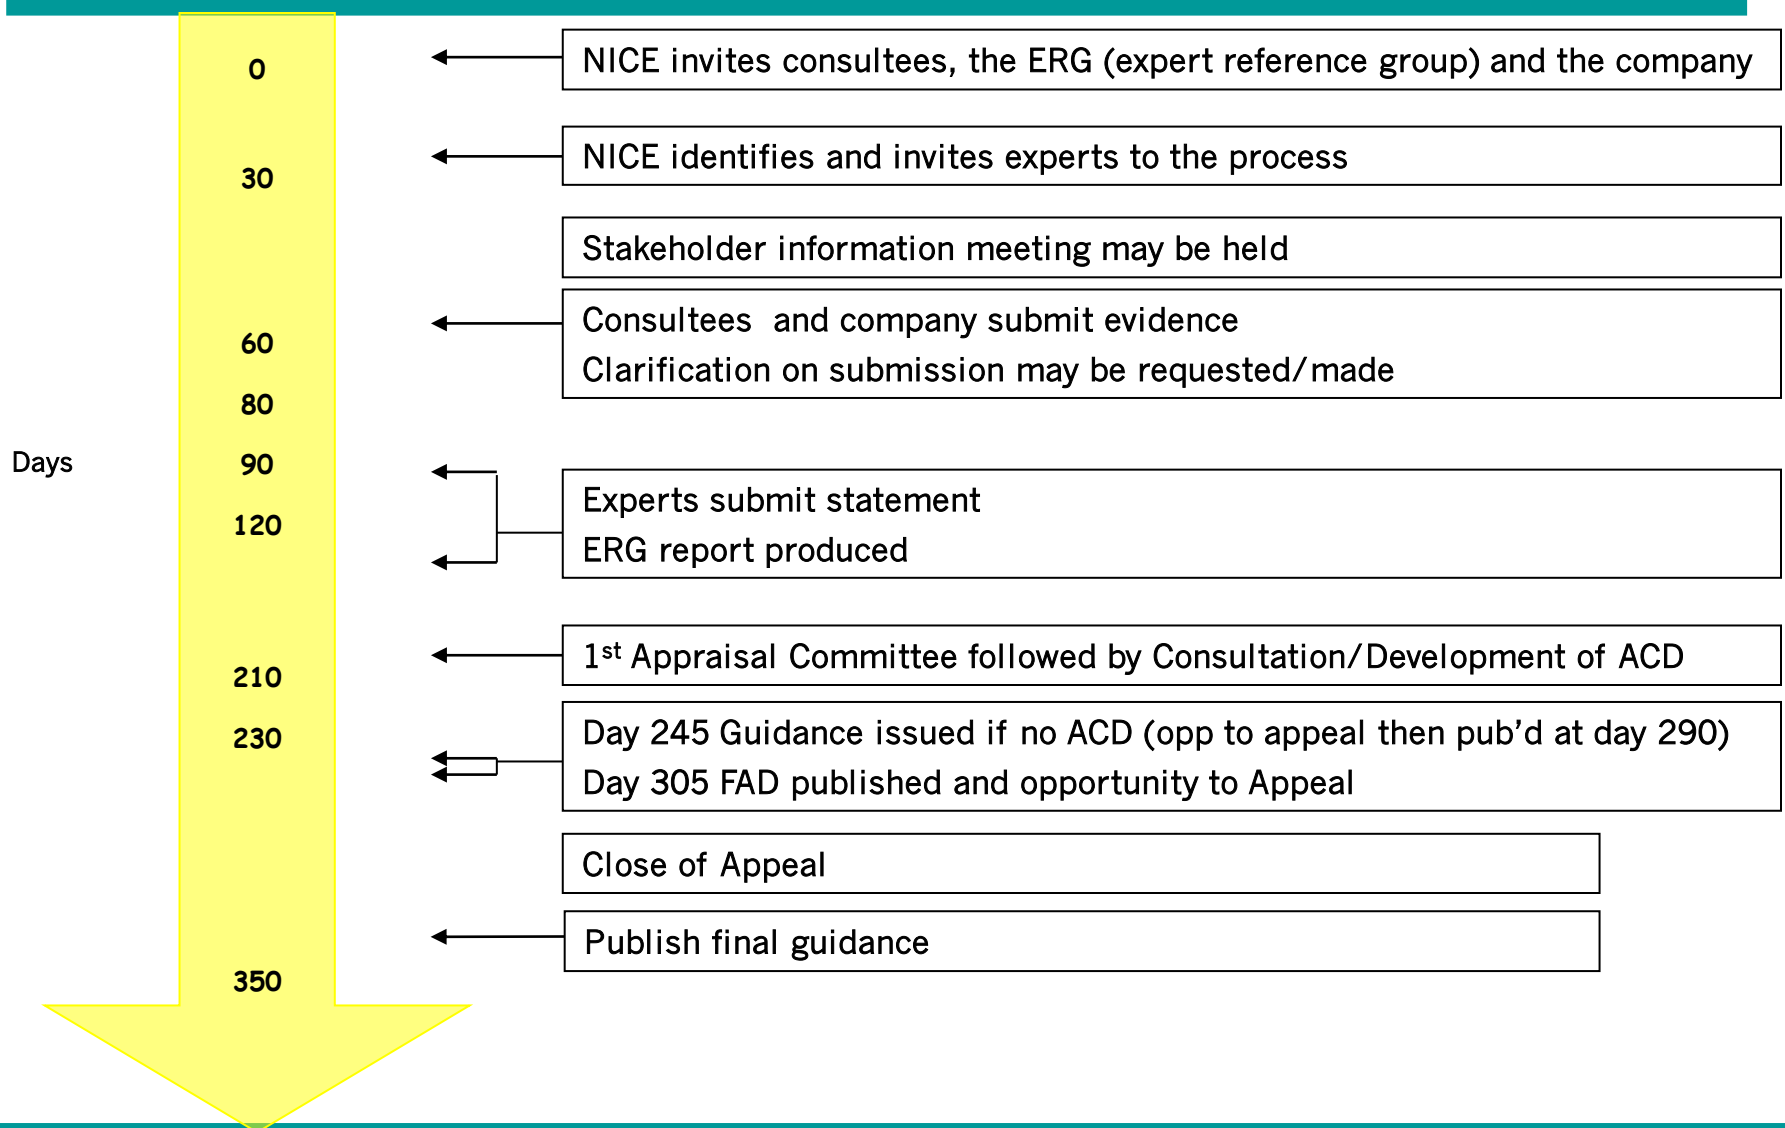 0
NICE invites consultees, the ERG (expert reference group) and the company
30
NICE identifies and invites experts to the process
Stakeholder information meeting may be held
60
Consultees and company submit evidence
Clarification on submission may be requested/made
80
Days
90
120
Experts submit statement
ERG report produced
210
1st Appraisal Committee followed by Consultation/Development of ACD
230
Day 245 Guidance issued if no ACD (opp to appeal then pub’d at day 290)
Day 305 FAD published and opportunity to Appeal
Close of Appeal
Publish final guidance
350